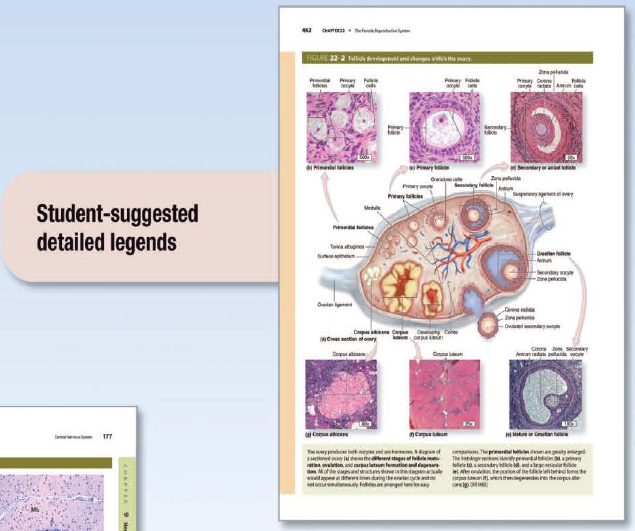 462 CHAPTER 22 • The Female Reproductive System
FIGURE 22-2 Follicle development and changes within the ovary.
Primordial follicles
Primary oocyte
Follicle cells
Primary oocyte
Follicle cells
Zona pellucida
Primary oocyte
Corona radiata
Antrum
Follicle cells
Primary follicle
Secondary follicle
500x
500x
(b) Primordial follicles
(c) Primary follicle
(d) Secondary or antral follicle
Granulosa cells
Zona pellucida
Primary oocyte
Secondary follicle
Antrum
Primary follicles
Suspensory ligament of ovary
Medulla
Primordial follicles
Tunica albuginea
Surface epithelium
Graafian follicle
Antrum
Secondary oocyte
Zona pellucida
Ovarian ligament
Corona radiata
Zona pellucida
Ovulated secondary oocyte
Corpus albicans
Corpus luteum
Developing corpus luteum
Cortex
(a) Cross section of ovary
Corpus albicans
Corpus luteum
Corona radiata
Zona pellucida
Secondary oocyte
Antrum
(g) Corpus albicans
(f) Corpus luteum
(e) Mature or Graafian follicle
The ovary produces both oocytes and sex hormones. A diagram of
a sectioned ovary (a) shows the different stages of follicle matu-
ration, ovulation, and corpus luteum formation and degenera-
tion. All of the stages and structures shown in this diagram actually
would appear at different times during the ovarian cycle and do
not occur simultaneously. Follicles are arranged here for easy
comparisons. The primordial follicles shown are greatly enlarged.
The histologic sections identify primordial follicles (b), a primary
follicle (c), a secondary follicle (d), and a large vesicular follicle
(e). After ovulation, the portion of the follicle left behind forms the
corpus luteum (f), which then degenerates into the corpus albi-
cans (g). (All H&E)
Student-suggested
detailed legends
Central Nervous System 177
CHAPTER 9
ML